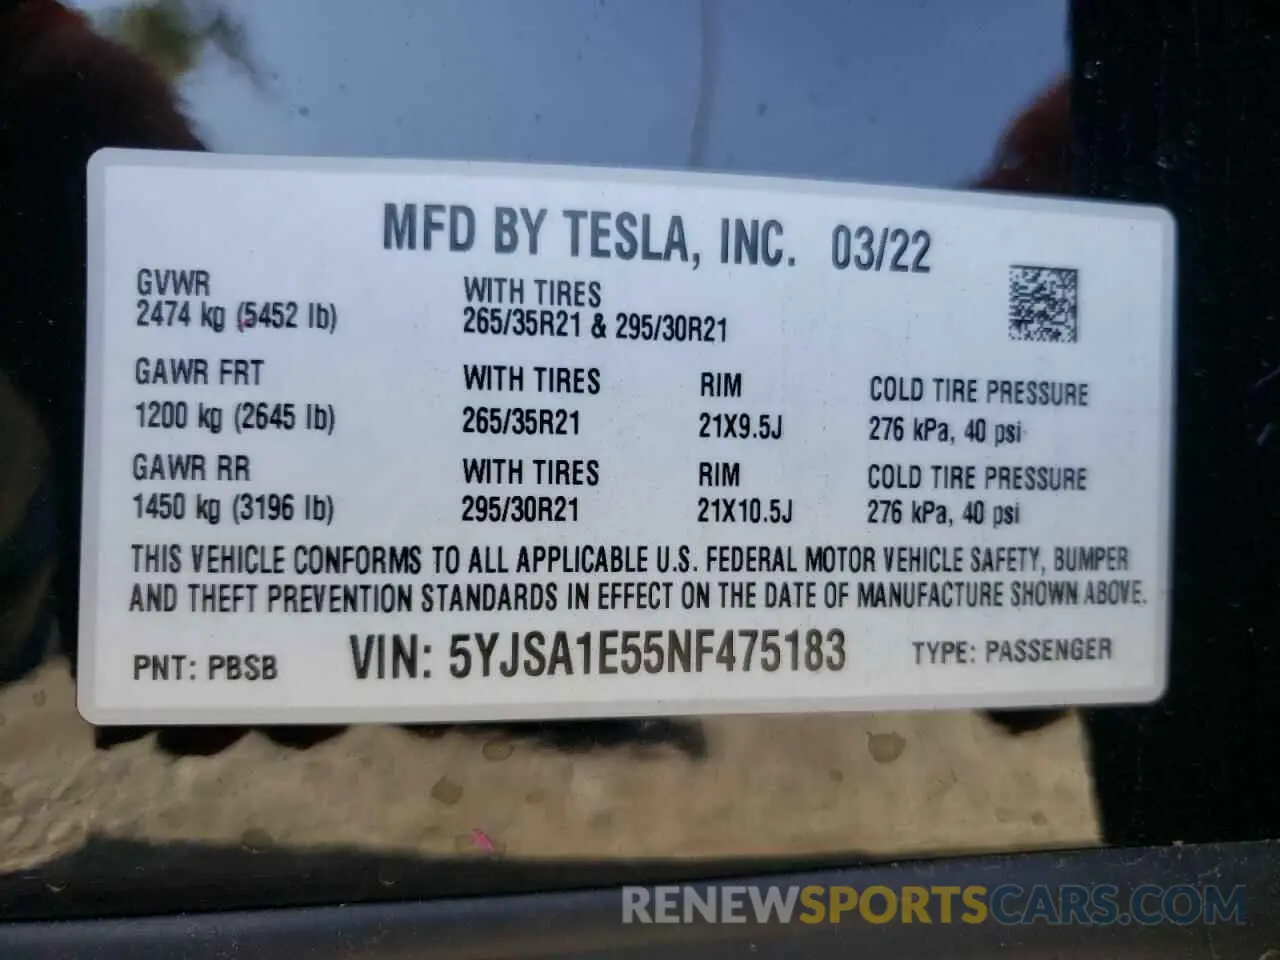 MFD BY TESLA, INC. 03/22
GVWR WITH TIRES
2474 kg (5452 lb) 265/35R21 & 295/30R21
GAWR FRT WITH TIRES RIM COLD TIRE PRESSURE
1200 kg (2645 lb) 265/35R21 21X9.5J 276 kPa, 40 psi
GAWR RR WITH TIRES RIM COLD TIRE PRESSURE
1450 kg (3196 lb) 295/30R21 21X10.5J 276 kPa, 40 psi
THIS VEHICLE CONFORMS TO ALL APPLICABLE U.S. FEDERAL MOTOR VEHICLE SAFETY, BUMPER
AND THEFT PREVENTION STANDARDS IN EFFECT ON THE DATE OF MANUFACTURE SHOWN ABOVE.
PNT: PBSB VIN: 5YJSA1E55NF475183 TYPE: PASSENGER
RENEWSPORTSCARS.COM